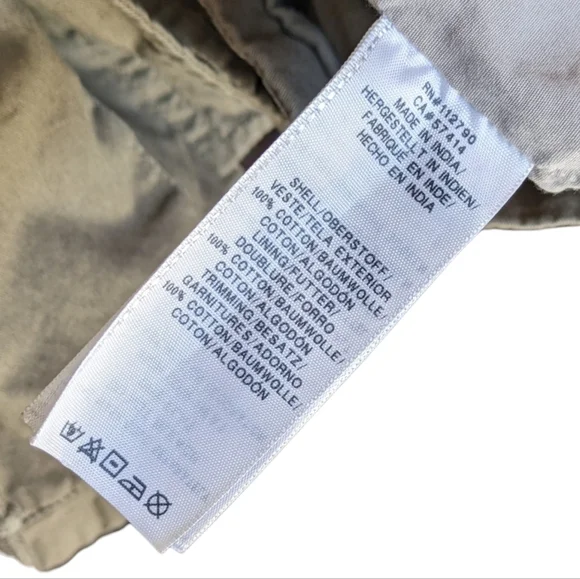 RN#112790
CA#57414
MADE IN INDIA/
HERGESTELLT IN INDIEN/
FABRIQUE EN INDE/
HECHO EN INDIA
SHELL/OBERSTOFF/
VESTE/TELA EXTERIOR
100% COTTON/BAUMWOLLE/
COTON/ALGODÓN
LINING/FUTTER/
DOUBLURE/FORRO
100% COTTON/BAUMWOLLE/
COTON/ALGODÓN
TRIMMING/BESATZ/
GARNITURES ADORNO
100% COTTON/BAUMWOLLE/
COTON/ALGODÓN